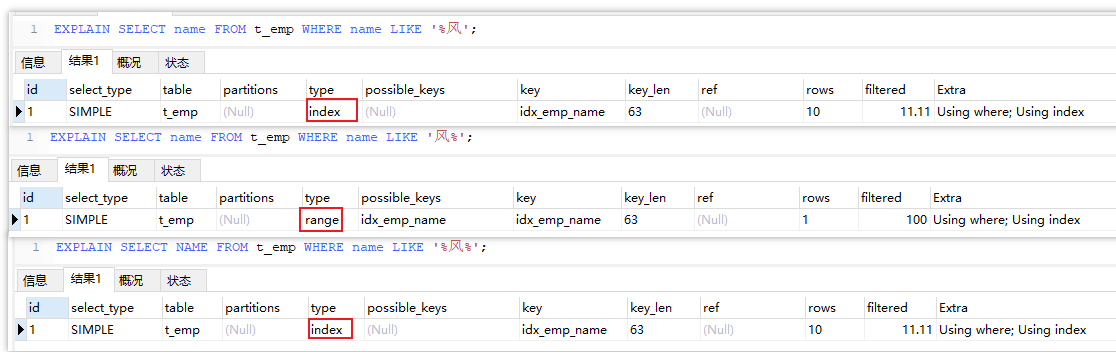 1 EXPLAIN SELECT name FROM t_emp WHERE name LIKE '%风';
信息 结果1 概况 状态
id select_type table partitions type possible_keys key key_len ref rows filtered Extra
1 SIMPLE t_emp (Null) index (Null) idx_emp_name 63 (Null) 10 11.11 Using where; Using index
1 EXPLAIN SELECT name FROM t_emp WHERE name LIKE '风%';
信息 结果1 概况 状态
id select_type table partitions type possible_keys key key_len ref rows filtered Extra
1 SIMPLE t_emp (Null) range idx_emp_name idx_emp_name 63 (Null) 1 100 Using where; Using index
1 EXPLAIN SELECT NAME FROM t_emp WHERE name LIKE '%风%';
信息 结果1 概况 状态
id select_type table partitions type possible_keys key key_len ref rows filtered Extra
1 SIMPLE t_emp (Null) index (Null) idx_emp_name 63 (Null) 10 11.11 Using where; Using index